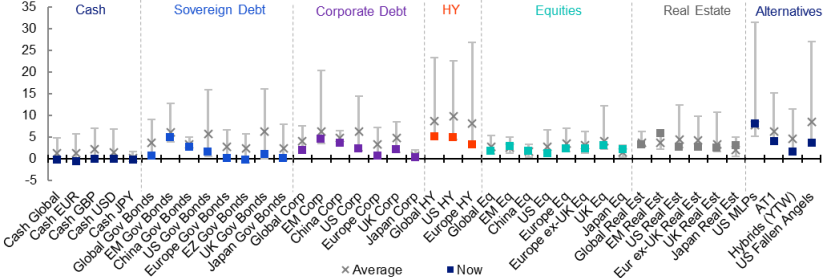 Cash
Sovereign Debt
Corporate Debt
HY
Equities
Real Estate
Alternatives
35
30
25
20
15
10
5
0
-5
Cash Global
Cash EUR
Cash GBP
Cash USD
Cash JPY
Global Gov Bonds
EM Gov Bonds
China Gov Bonds
US Gov Bonds
Europe Gov Bonds
EZ Gov Bonds
UK Gov Bonds
Japan Gov Bonds
Global Corp
EM Corp
China Corp
US Corp
Europe Corp
UK Corp
Japan Corp
Global HY
US HY
Europe HY
Global Eq
EM Eq
China Eq
US Eq
Europe Eq
Europe ex-UK Eq
UK Eq
Japan Eq
Global Real Est
EM Real Est
US Real Est
Eur ex-UK Real Est
UK Real Est
Japan Real Est
US MLPs
AT1
Hybrids (YTW)
US Fallen Angels
Average
Now